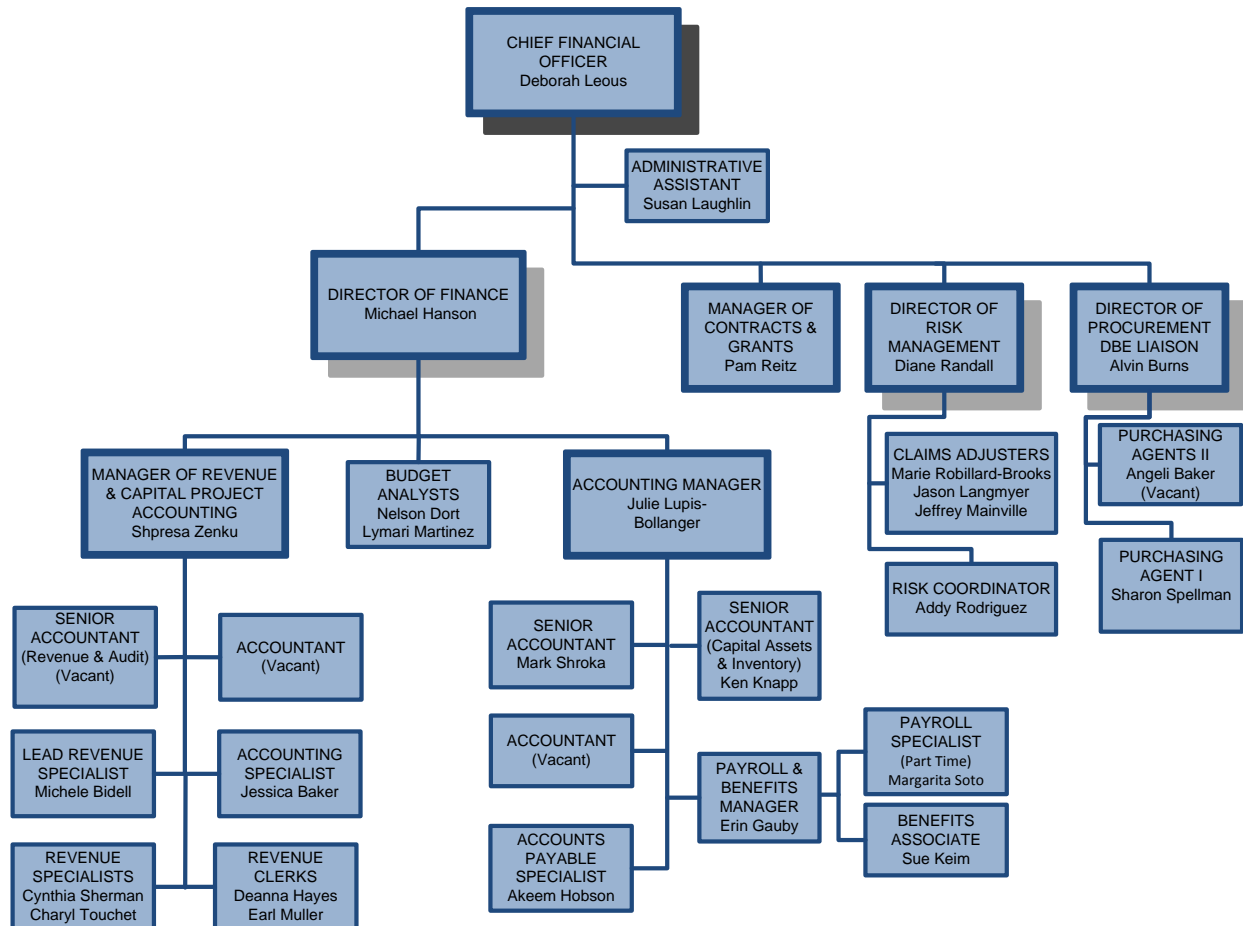 CHIEF FINANCIAL
OFFICER
Deborah Leous
ADMINISTRATIVE
ASSISTANT
Susan Laughlin
DIRECTOR OF FINANCE
Michael Hanson
MANAGER OF
CONTRACTS &
GRANTS
Pam Reitz
DIRECTOR OF
RISK
MANAGEMENT
Diane Randall
DIRECTOR OF
PROCUREMENT
DBE LIAISON
Alvin Burns
MANAGER OF REVENUE
& CAPITAL PROJECT
ACCOUNTING
Shpresa Zenku
BUDGET
ANALYSTS
Nelson Dort
Lymari Martinez
ACCOUNTING MANAGER
Julie Lupis-
Bollanger
CLAIMS ADJUSTERS
Marie Robillard-Brooks
Jason Langmyer
Jeffrey Mainville
PURCHASING
AGENTS II
Angeli Baker
(Vacant)
RISK COORDINATOR
Addy Rodriguez
PURCHASING
AGENT I
Sharon Spellman
SENIOR
ACCOUNTANT
(Revenue & Audit)
(Vacant)
ACCOUNTANT
(Vacant)
SENIOR
ACCOUNTANT
Mark Shroka
SENIOR
ACCOUNTANT
(Capital Assets
& Inventory)
Ken Knapp
LEAD REVENUE
SPECIALIST
Michele Bidell
ACCOUNTING
SPECIALIST
Jessica Baker
ACCOUNTANT
(Vacant)
PAYROLL &
BENEFITS
MANAGER
Erin Gauby
PAYROLL
SPECIALIST
(Part Time)
Margarita Soto
BENEFITS
ASSOCIATE
Sue Keim
REVENUE
SPECIALISTS
Cynthia Sherman
Charyl Touchet
REVENUE
CLERKS
Deanna Hayes
Earl Muller
ACCOUNTS
PAYABLE
SPECIALIST
Akeem Hobson